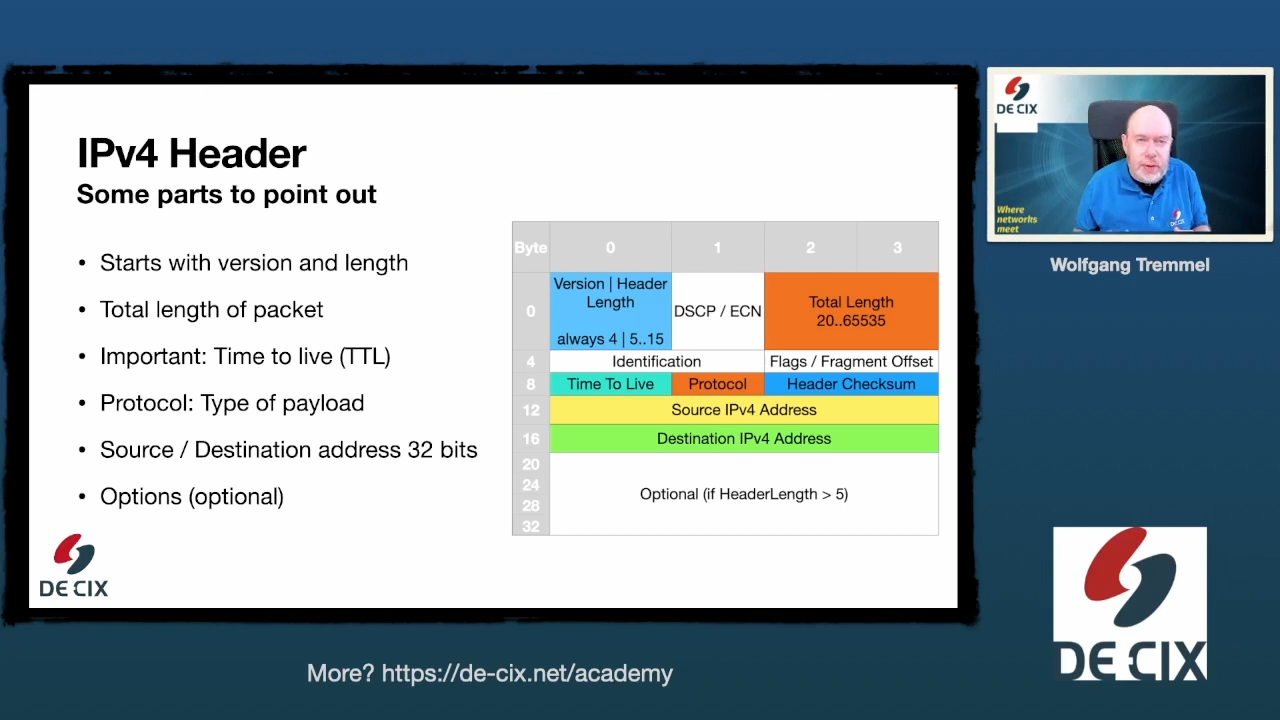 IPv4 Header
Some parts to point out
• Starts with version and length
• Total length of packet
• Important: Time to live (TTL)
• Protocol: Type of payload
• Source / Destination address 32 bits
• Options (optional)
DE CIX
Byte 0 1 2 3
0
Version | Header
Length
always 4 | 5..15
DSCP / ECN
Total Length
20..65535
4 Identification Flags / Fragment Offset
8 Time To Live Protocol Header Checksum
12 Source IPv4 Address
16 Destination IPv4 Address
20
24
28
32
Optional (if HeaderLength > 5)
DE CIX
Where
networks
meet
Wolfgang Tremmel
DE CIX
More? https://de-cix.net/academy